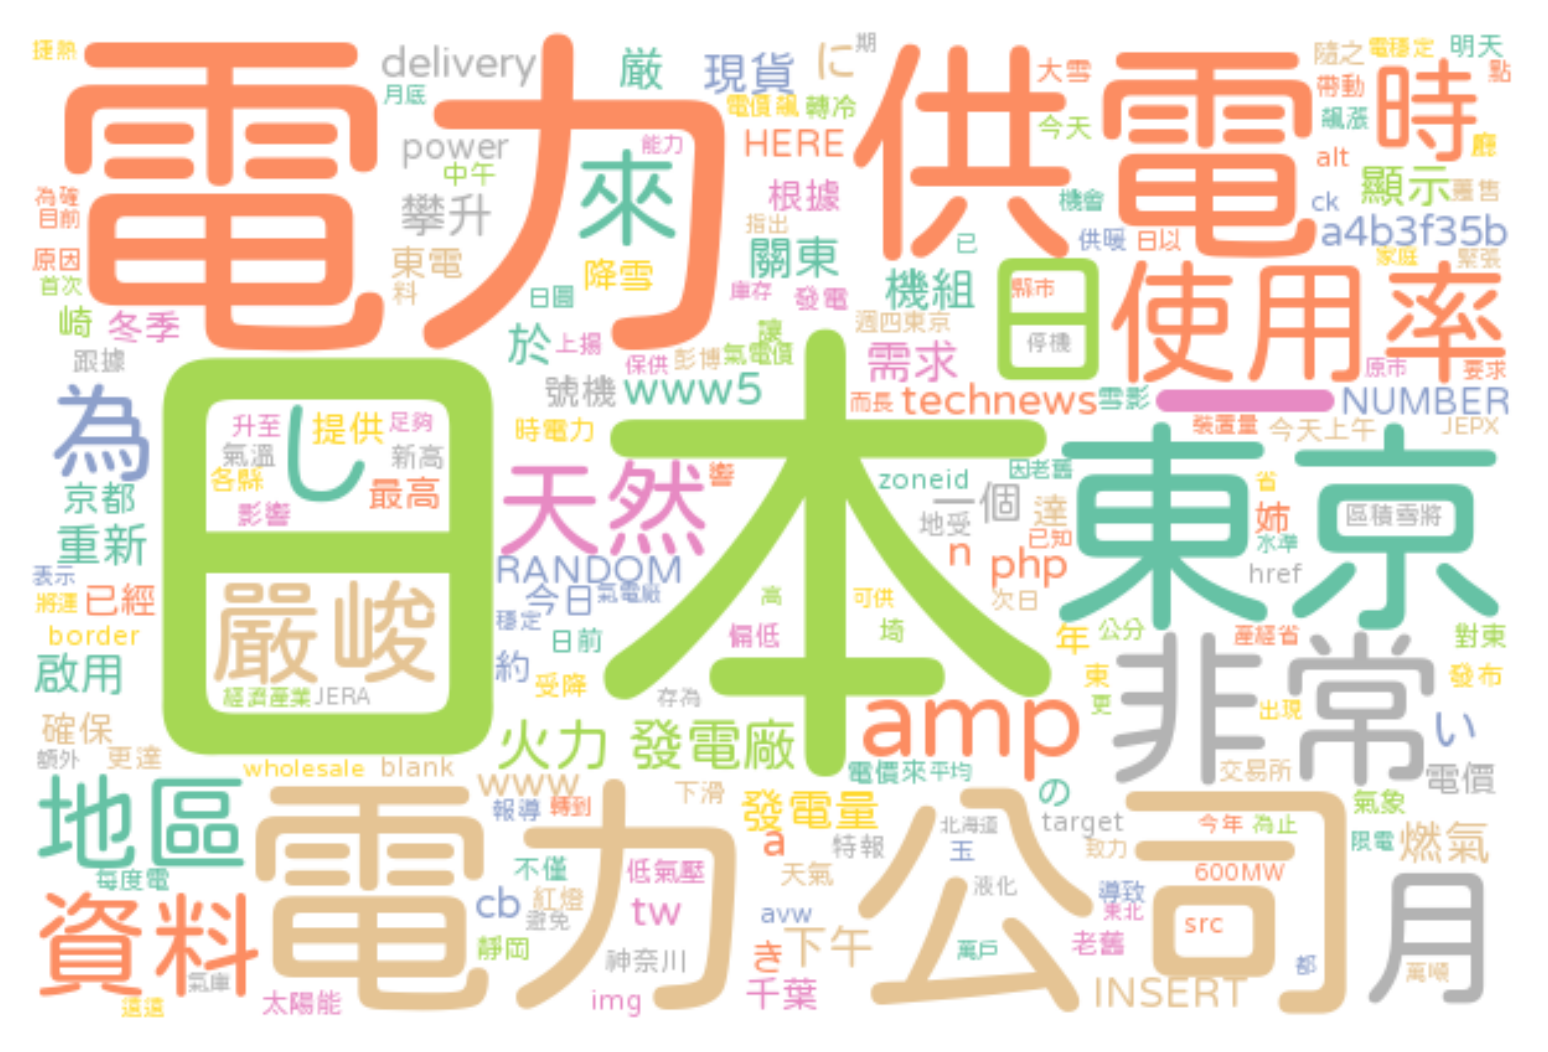 捷熱
電力
delivery
月底
嚴
現貨
に
期
供電
大雪
今天
隨之
電穩定
明天
帶動
飆漲
時
點
廳
alt
ck
顯示
躉售
a4b3f35b
家庭
緊張
電價飆
轉冷
HERE
power
中午
攀升
能力
來
根據
指出
機會
供暖
日以
已
為確
目前
原因
首次
東電
料
降雪
關東
日圓
庫存
發電
機組
日
縣市
停機
使用率
崎
冬季
跟據
於
上揚
讓
保供
彭博
氣電價
週四東京
需求
原市
要求
號機
www5
而長
technews
雪影
一
NUMBER
為
日本
升至
し
提供
足夠
氣溫
新高
各縣
最高
影響
時電力
裝置量
今天上午
JEPX
京都
重新
天然
響
zoneid
因老舊
一個
地受
達
已知
東京
省
姊
水準
區積雪將
href
表示
將運
已經
border
嚴峻
RANDOM
今日
氣電廠
穩定
日前
高
可供
埼
偏低
n
php
次日
年
公分
產経省
對東
啟用
經濟產業
JERA
約
受降
存為
東
更
非常
出現
發布
い
確保
額外
更達
wholesale
blank
火力
發電廠
amp
電價來
平均
交易所
電價
地區
電力公司
www
報導
轉到
下滑
發電量
の
target
北海道
今年
為止
氣象
限電
燃氣
每度電
不僅
低氣壓
a
特報
天氣
玉
致力
600MW
資料
氣庫
遠遠
太陽能
cb
紅燈
避免
靜岡
tw
神奈川
img
avw
き
下午
千葉
液化
萬戶
導致
東北
老舊
src
INSERT
都
月
萬噸